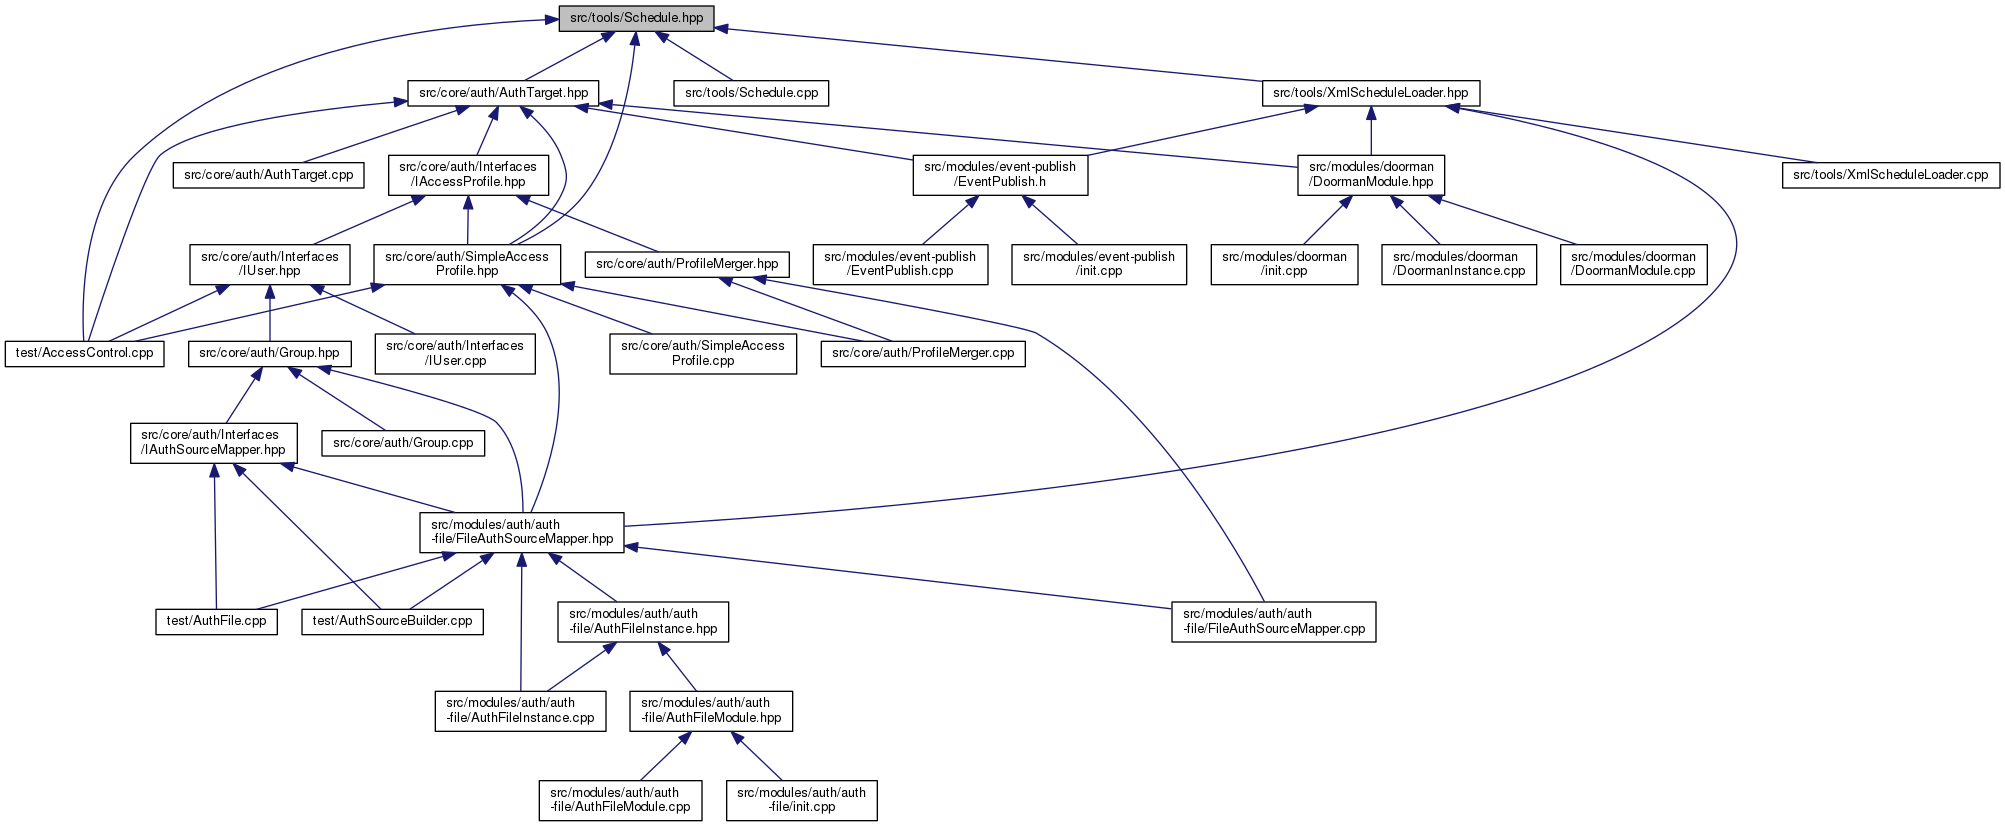 src/tools/Schedule.hpp
src/core/auth/AuthTarget.hpp
src/tools/Schedule.cpp
src/tools/XmlScheduleLoader.hpp
src/core/auth/AuthTarget.cpp
src/core/auth/Interfaces
/IAccessProfile.hpp
src/modules/event-publish
/EventPublish.h
src/modules/doorman
/DoormanModule.hpp
src/tools/XmlScheduleLoader.cpp
src/core/auth/Interfaces
/IUser.hpp
src/core/auth/SimpleAccess
Profile.hpp
src/core/auth/ProfileMerger.hpp
src/modules/event-publish
/EventPublish.cpp
src/modules/event-publish
/init.cpp
src/modules/doorman
/init.cpp
src/modules/doorman
/DoormanInstance.cpp
src/modules/doorman
/DoormanModule.cpp
test/AccessControl.cpp
src/core/auth/Group.hpp
src/core/auth/Interfaces
/IUser.cpp
src/core/auth/SimpleAccess
Profile.cpp
src/core/auth/ProfileMerger.cpp
src/core/auth/Interfaces
/IAuthSourceMapper.hpp
src/core/auth/Group.cpp
src/modules/auth/auth
-file/FileAuthSourceMapper.hpp
test/AuthFile.cpp
test/AuthSourceBuilder.cpp
src/modules/auth/auth
-file/AuthFileInstance.hpp
src/modules/auth/auth
-file/FileAuthSourceMapper.cpp
src/modules/auth/auth
-file/AuthFileInstance.cpp
src/modules/auth/auth
-file/AuthFileModule.hpp
src/modules/auth/auth
-file/AuthFileModule.cpp
src/modules/auth/auth
-file/init.cpp